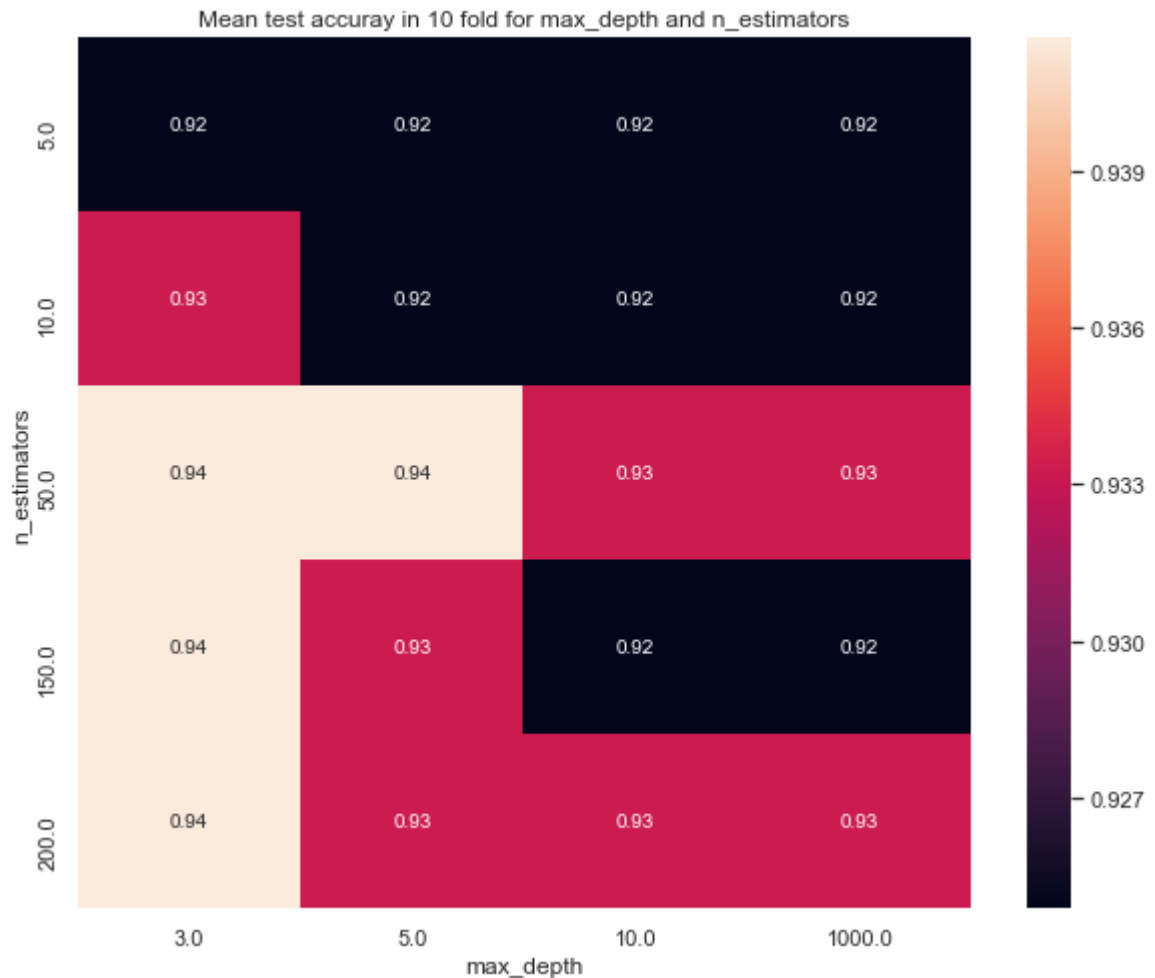 Mean test accuray in 10 fold for max_depth and n_estimators
5.0 0.92 0.92 0.92 0.92
10.0 0.93 0.92 0.92 0.92
50.0 0.94 0.94 0.93 0.93
150.0 0.94 0.93 0.92 0.92
200.0 0.94 0.93 0.93 0.93
n_estimators
3.0 5.0 10.0 1000.0
max_depth
0.939
0.936
0.933
0.930
0.927